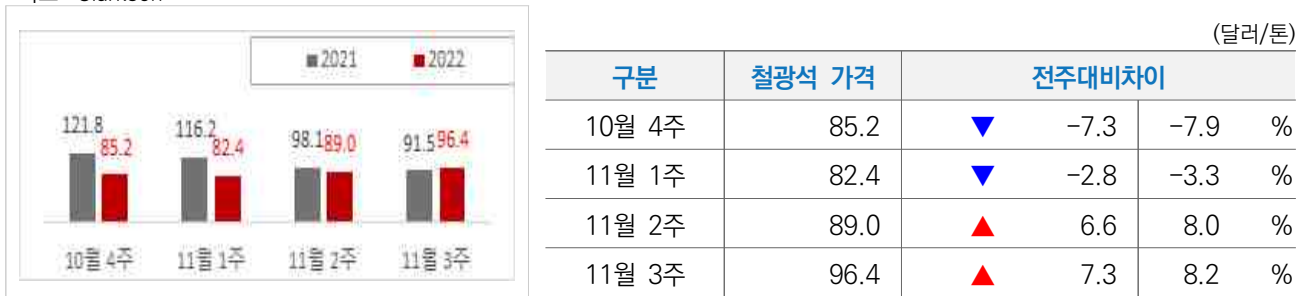 ■2021 ■2022
121.8 85.2 116.2 82.4 98.1 89.0 91.5 96.4
10월 4주 11월 1주 11월 2주 11월 3주
(달러/톤)
구분 철광석 가격 전주대비차이
10월 4주 85.2 ▼ -7.3 -7.9 %
11월 1주 82.4 ▼ -2.8 -3.3 %
11월 2주 89.0 ▲ 6.6 8.0 %
11월 3주 96.4 ▲ 7.3 8.2 %